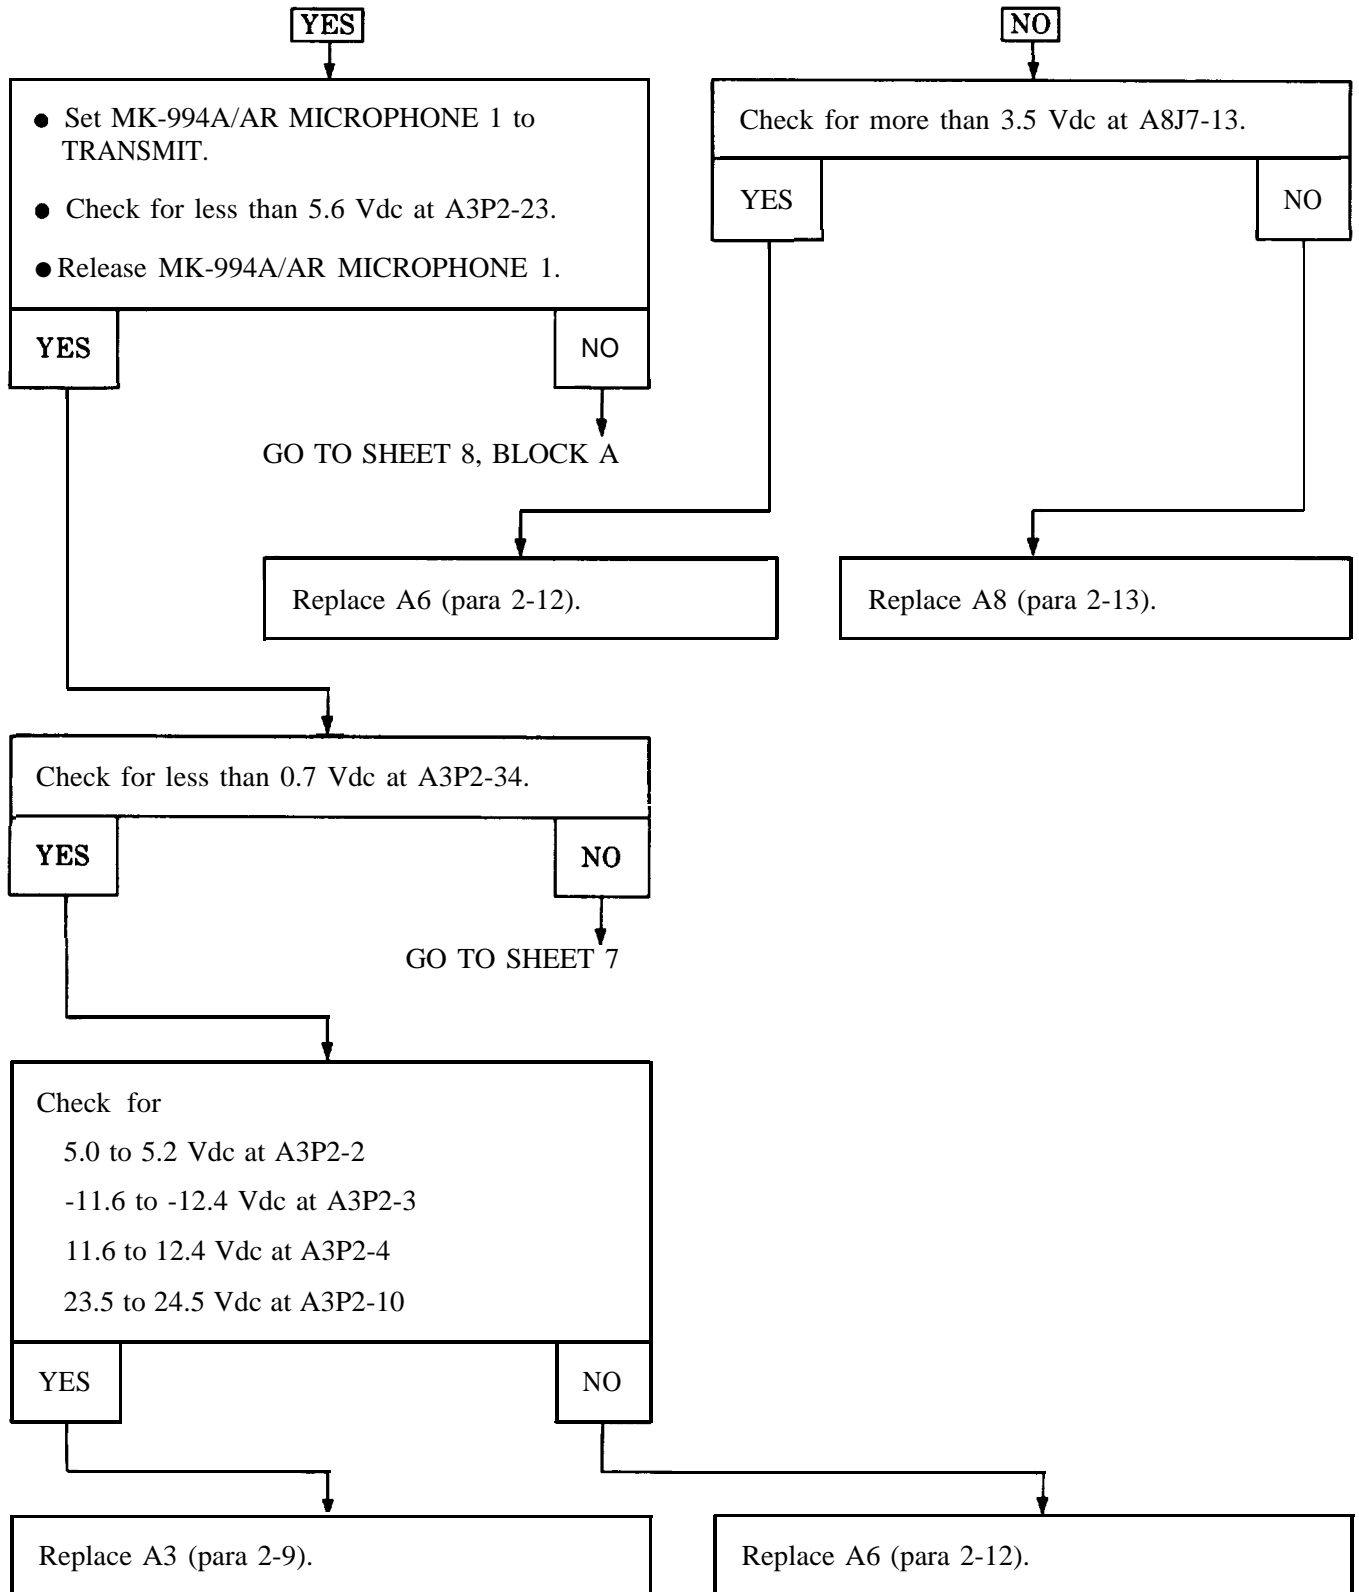 YES
NO
● Set MK-994A/AR MICROPHONE 1 to
TRANSMIT.
● Check for less than 5.6 Vdc at A3P2-23.
● Release MK-994A/AR MICROPHONE 1.
YES
NO
GO TO SHEET 8, BLOCK A
Check for more than 3.5 Vdc at A8J7-13.
YES
NO
Replace A6 (para 2-12).
Replace A8 (para 2-13).
Check for less than 0.7 Vdc at A3P2-34.
YES
NO
GO TO SHEET 7
Check for
5.0 to 5.2 Vdc at A3P2-2
-11.6 to -12.4 Vdc at A3P2-3
11.6 to 12.4 Vdc at A3P2-4
23.5 to 24.5 Vdc at A3P2-10
YES
NO
Replace A3 (para 2-9).
Replace A6 (para 2-12).